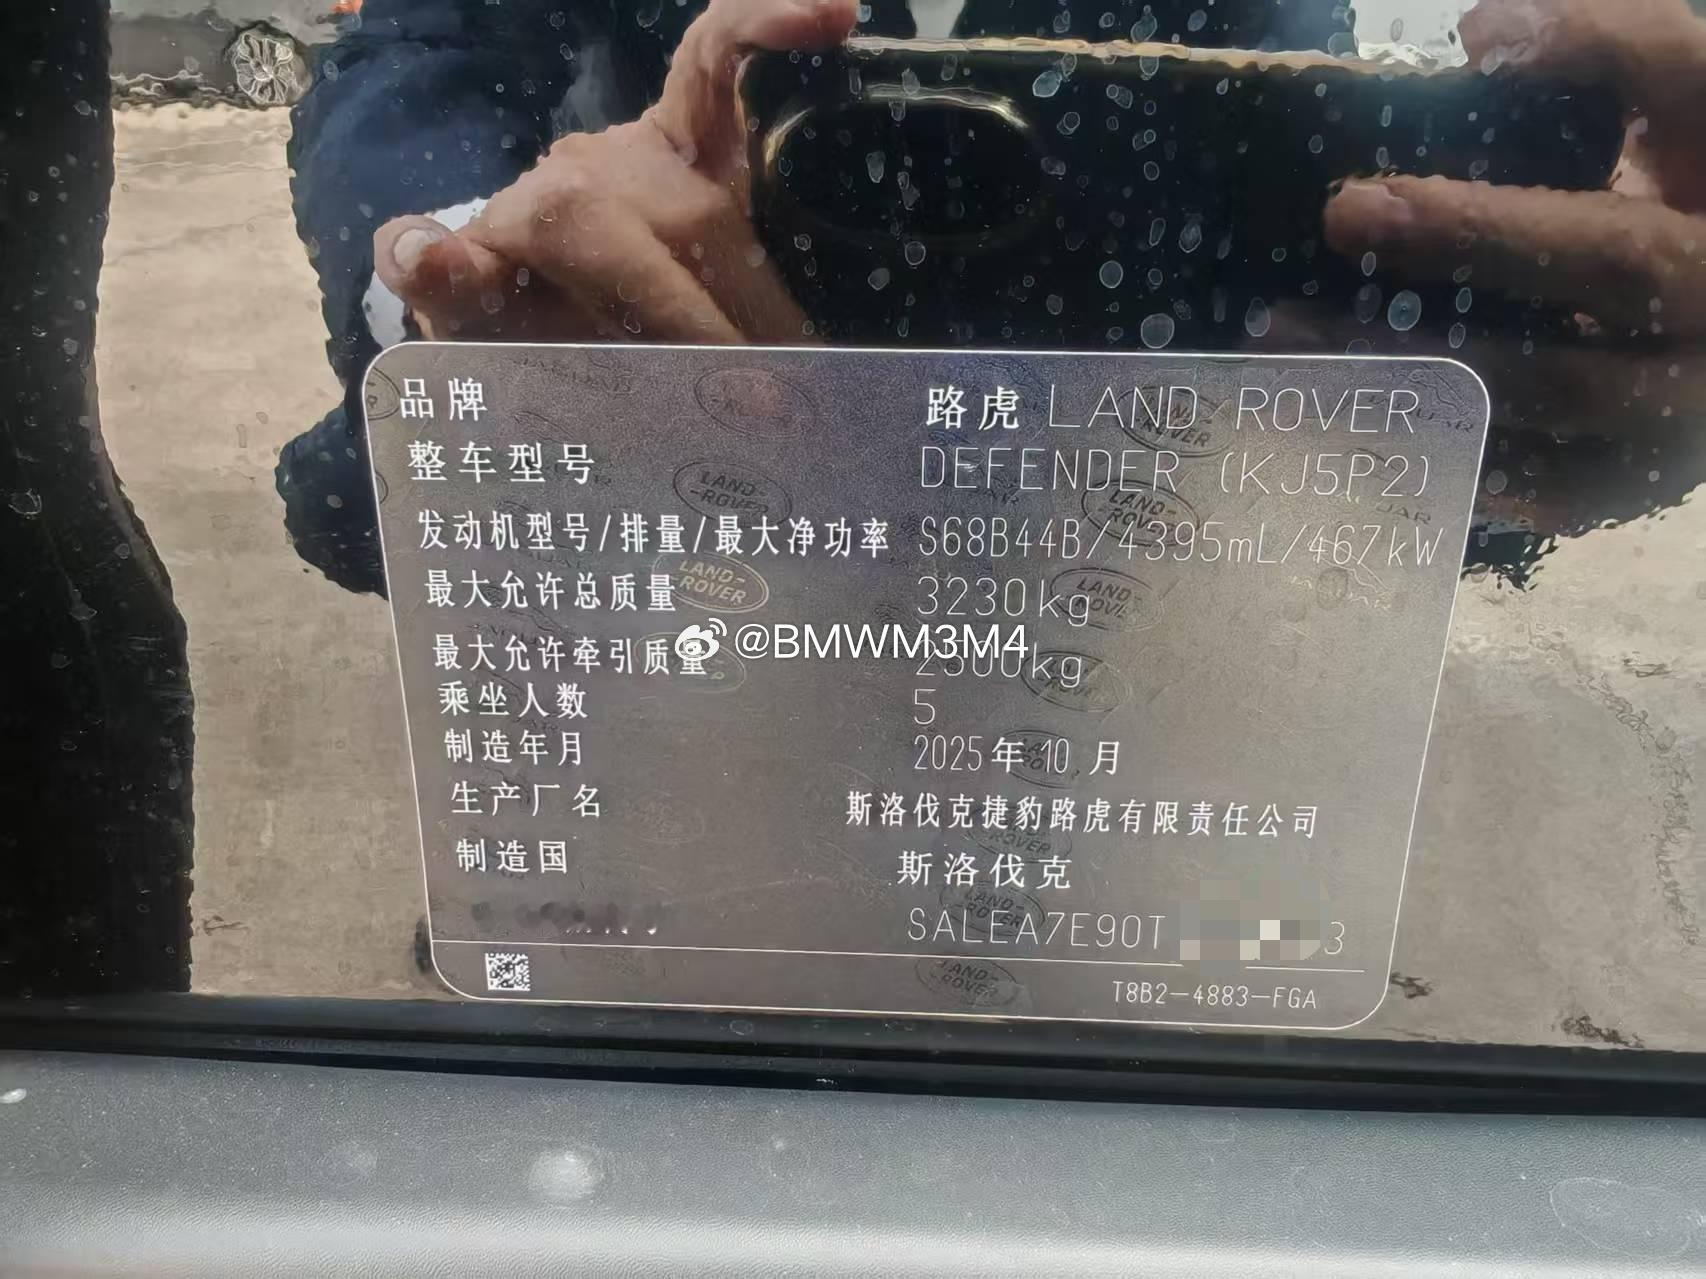 品牌 路虎 LAND ROVER
整车型号 DEFENDER (KJ5P2)
发动机型号/排量/最大净功率 S68B44B/4395mL/467kW
最大允许总质量 3230kg
@BMWM3M4
最大允许牵引质量 kg
乘坐人数 5
制造年月 2025年10月
生产厂名 斯洛伐克捷豹路虎有限责任公司
制造国 斯洛伐克
SALEA7E90T 3
T8B2-4883-FGA